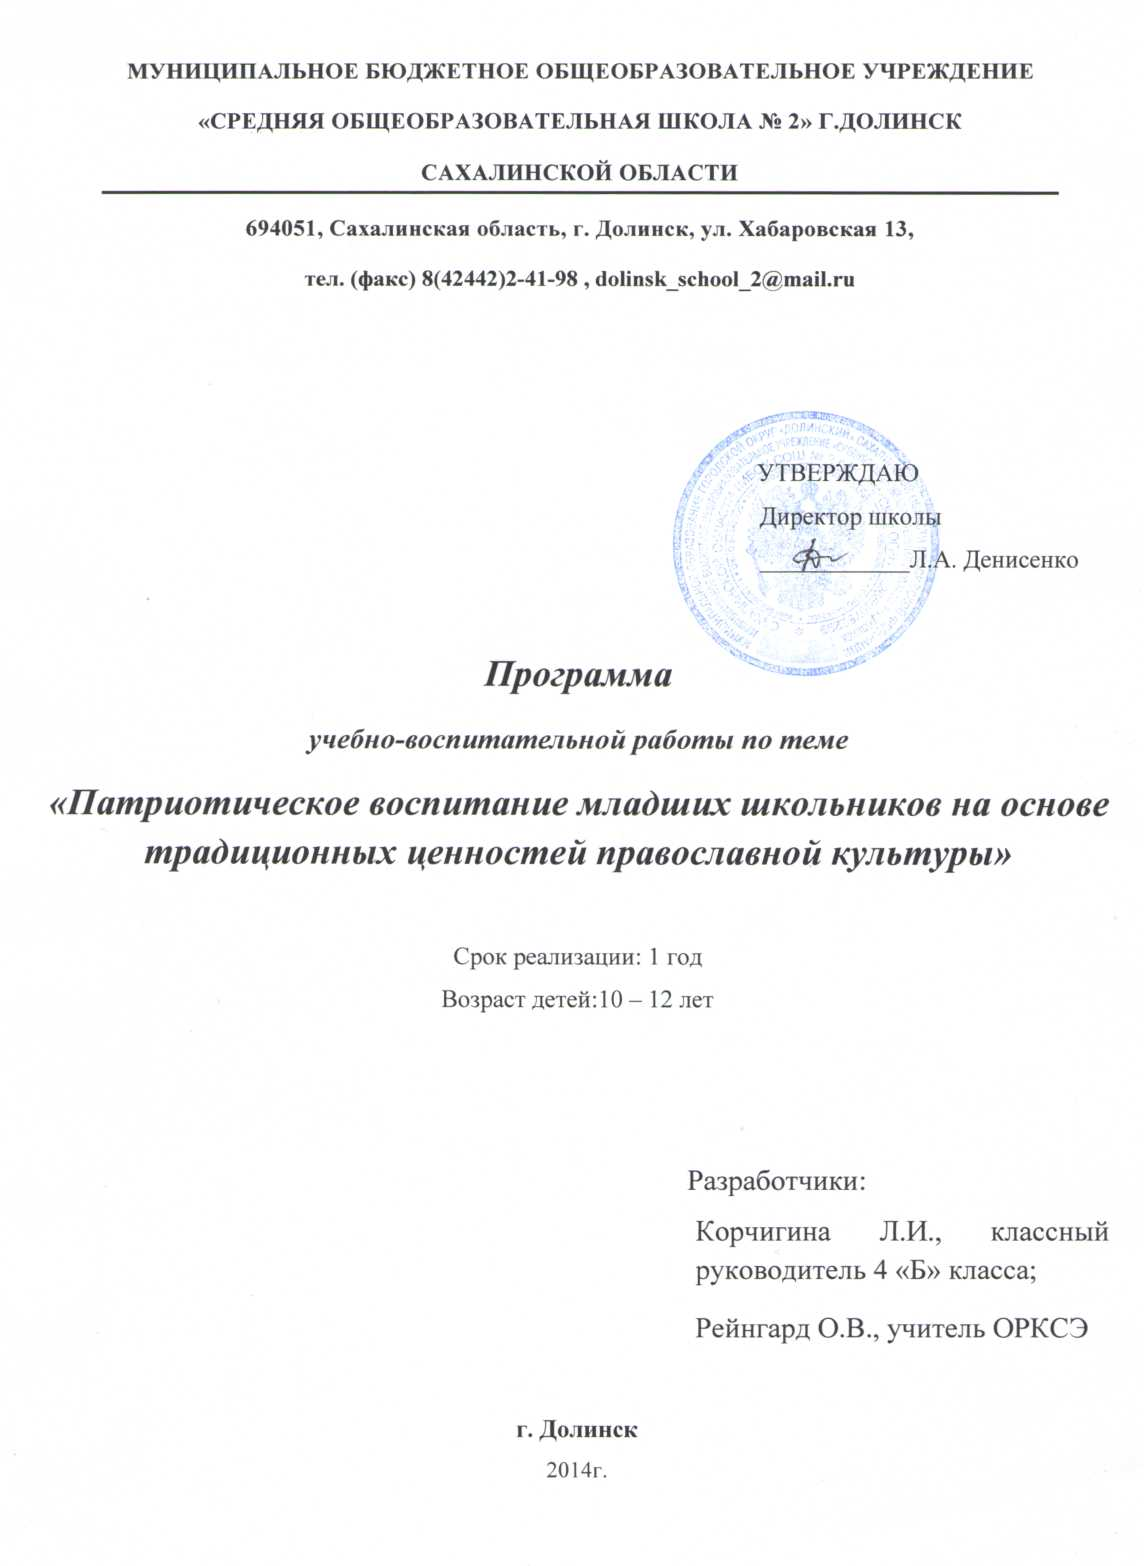 МУНИЦИПАЛЬНОЕ БЮДЖЕТНОЕ ОБЩЕОБРАЗОВАТЕЛЬНОЕ УЧРЕЖДЕНИЕ
«СРЕДНЯЯ ОБЩЕОБРАЗОВАТЕЛЬНАЯ ШКОЛА № 2» Г.ДОЛИНСК
САХАЛИНСКОЙ ОБЛАСТИ
694051, Сахалинская область, г. Долинск, ул. Хабаровская 13,
тел. (факс) 8(42442)2-41-98 , dolinsk_school_2@mail.ru
УТВЕРЖДАЮ
Директор школы
Л.А. Денисенко
Программа
учебно-воспитательной работы по теме
«Патриотическое воспитание младших школьников на основе
традиционных ценностей православной культуры»
Срок реализации: 1 год
Возраст детей:10 – 12 лет
Разработчики:
Корчигина Л.И., классный
руководитель 4 «Б» класса;
Рейнгард О.В., учитель ОРКСЭ
г. Долинск
2014г.